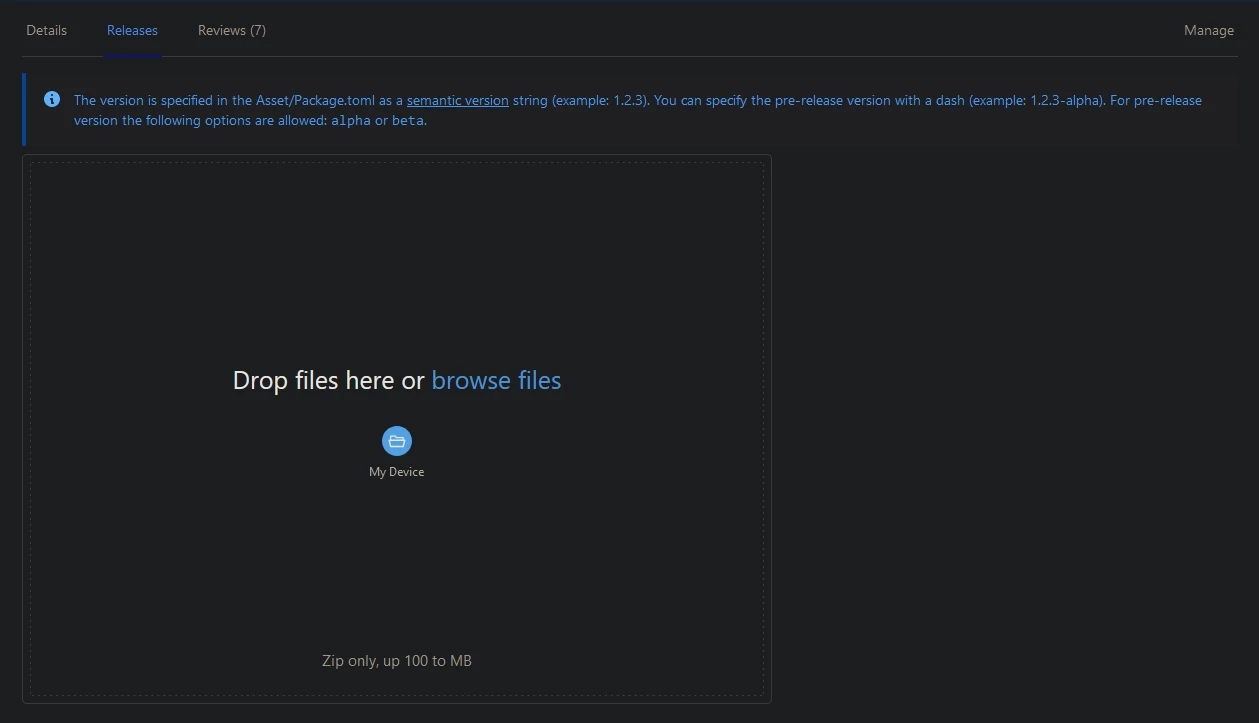 Details Releases Reviews (7) Manage
The version is specified in the Asset/Package.toml as a semantic version string (example: 1.2.3). You can specify the pre-release version with a dash (example: 1.2.3-alpha). For pre-release
version the following options are allowed: alpha or beta.
Drop files here or browse files
My Device
Zip only, up 100 to MB